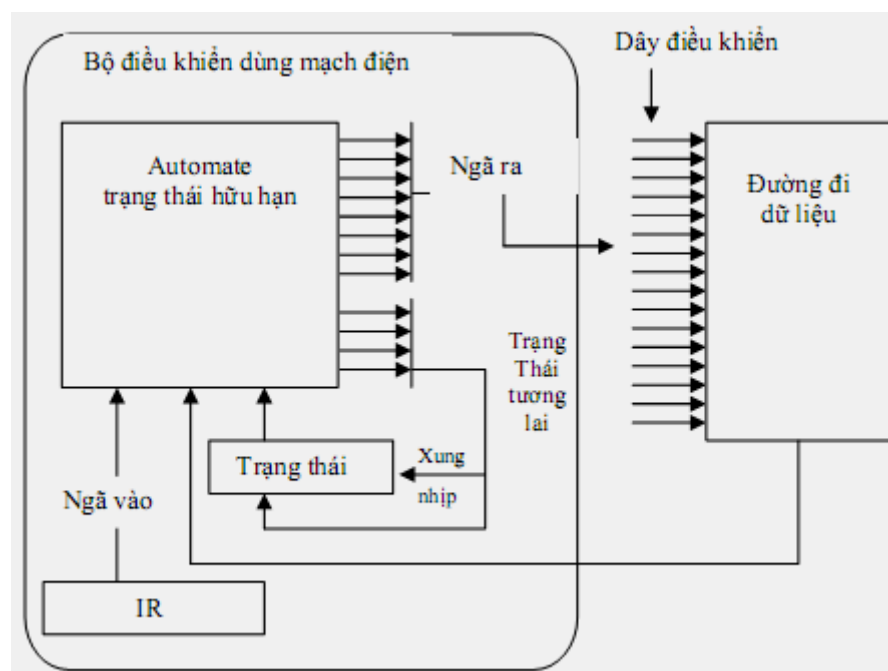 Bộ điều khiển dùng mạch điện
Dây điều khiển
Automate
trạng thái hữu hạn
Ngã ra
Đường đi
dữ liệu
Trạng
Thái
tương
lai
Trạng thái
Xung
nhịp
Ngã vào
IR